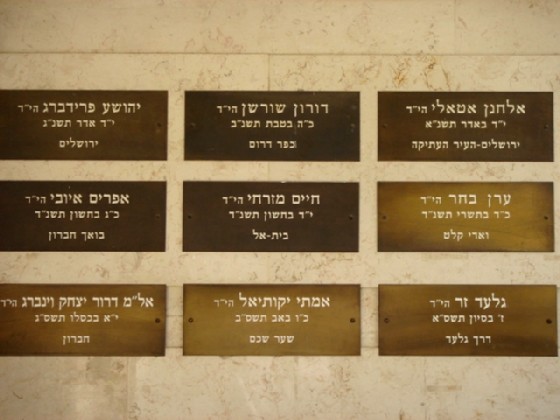 אלחנן אטאלי הי״ד
י״ד באדר תשנ״א
ירושלים-העיר העתיקה
דורון שורשן הי״ד
כ״ה בטבת תשנ״ב
כפר דרום
יהושע פרידברג הי״ד
י״ד אדר תשנ״ג
ירושלים
ערן בחר הי״ד
כ״ד בתשרי תשנ״ד
וארי קלט
חיים מזרחי הי״ד
י״ד בחשון תשנ״ד
בית-אל
אפרים איובי הי״ד
כ״ג בחשון תשנ״ד
בואך חברון
גלעד זר הי״ד
ז׳ בסיון תשס״א
דרך גלעד
אמתי יקותיאל הי״ד
כ״ו באב תשס״ב
שער שכם
אל״מ דרור יצחק וינברג הי״ד
י״א בכסלו תשס״ג
חברון